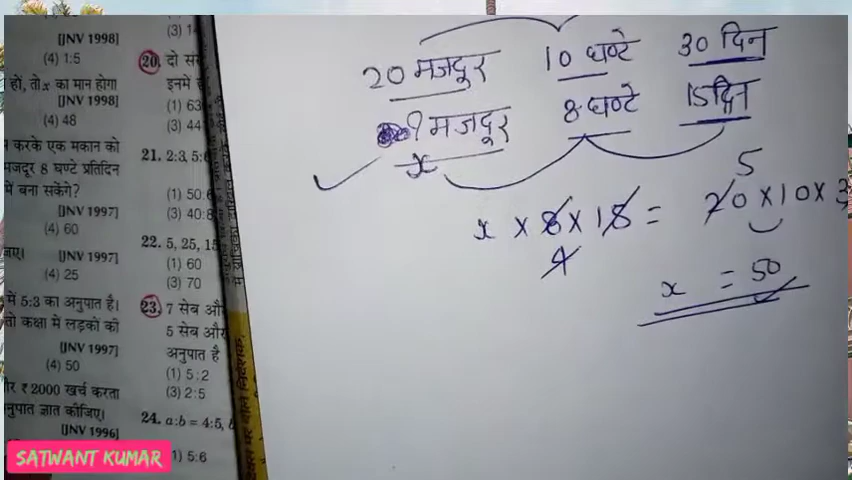 [JNV 1998]
(4) 1:5
हों, तो x का मान होगा
[JNV 1998]
(4) 48
करके एक मकान को
मजदूर 8 घण्टे प्रतिदिन
में बना सकेंगे?
[JNV 1997]
(4) 60
[JNV 1997]
(4) 25
में 5:3 का अनुपात है।
तो कक्षा में लड़कों को
[JNV 1997]
(4) 50
₹ 2000 खर्च करता
अनुपात ज्ञात कीजिए।
[JNV 1996]
(3) 14
20. दो
इनमें
(1) 63
(3) 44
21. 2:3, 5:6
(1) 50:6
(3) 40:8
22. 5, 25, 15
(1) 60
(3) 70
23. 7 सेब और
5 सेब और
अनुपात है
(1) 5:2
(3) 2:5
24. a:b = 4:5,
1) 5:6
20 मजदूर 10 घण्टे 30 दिन
? मजदूर 8 घण्टे 15 दिन
x
5
x × 8 × 15 = 20 × 10 × 3
4
x = 50
SATWANT KUMAR